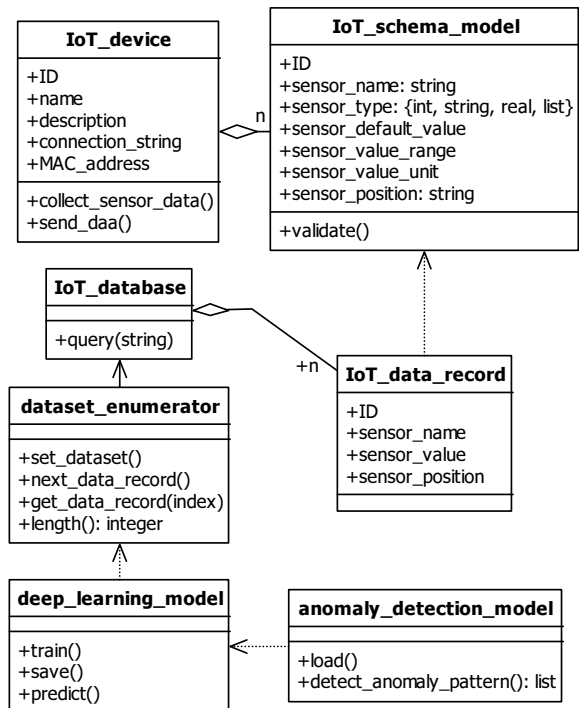 IoT_device
+ID
+name
+description
+connection_string
+MAC_address
+collect_sensor_data()
+send_daa()
n
IoT_schema_model
+ID
+sensor_name: string
+sensor_type: {int, string, real, list}
+sensor_default_value
+sensor_value_range
+sensor_value_unit
+sensor_position: string
+validate()
IoT_database
+query(string)
+n
IoT_data_record
+ID
+sensor_name
+sensor_value
+sensor_position
dataset_enumerator
+set_dataset()
+next_data_record()
+get_data_record(index)
+length(): integer
deep_learning_model
+train()
+save()
+predict()
anomaly_detection_model
+load()
+detect_anomaly_pattern(): list